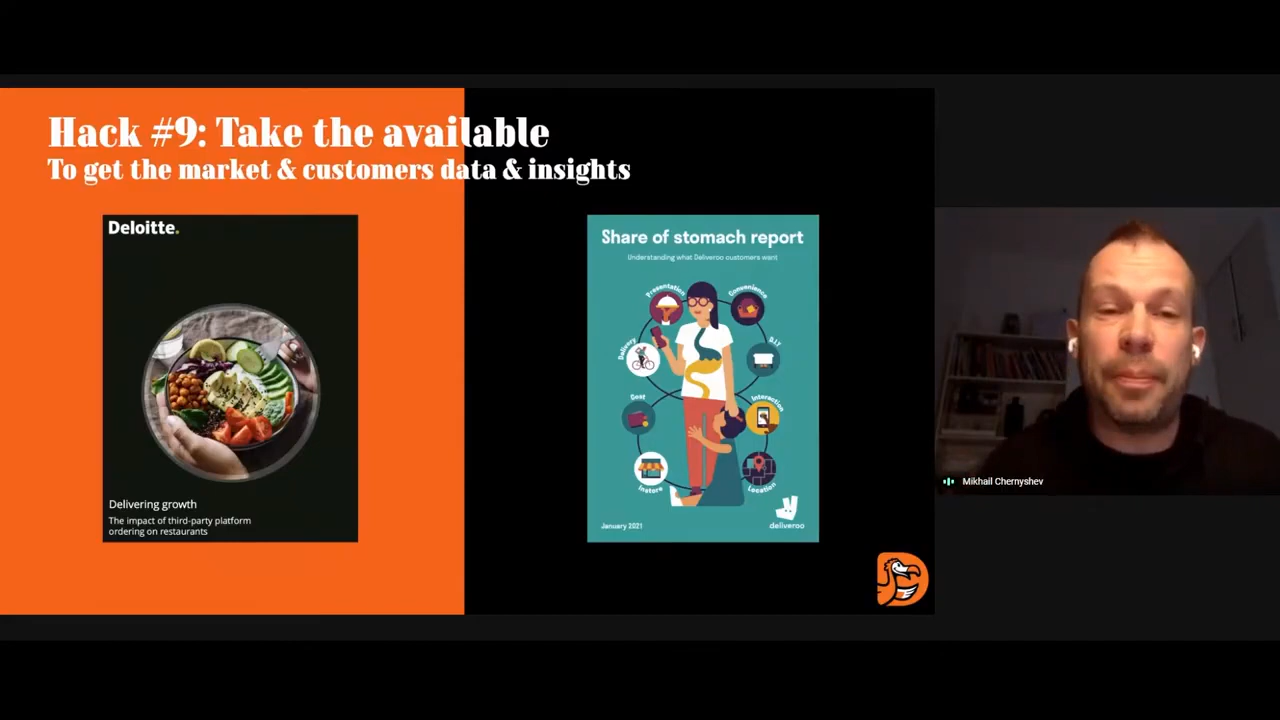 Hack #9: Take the available
To get the market & customers data & insights
Deloitte.
Delivering growth
The impact of third-party platform
ordering on restaurants
Share of stomach report
Understanding what Deliveroo customers want
Presentation
Convenience
Delivery
D.I.Y
Cost
Interaction
Instore
Location
January 2021
deliveroo
Mikhail Chernyshev